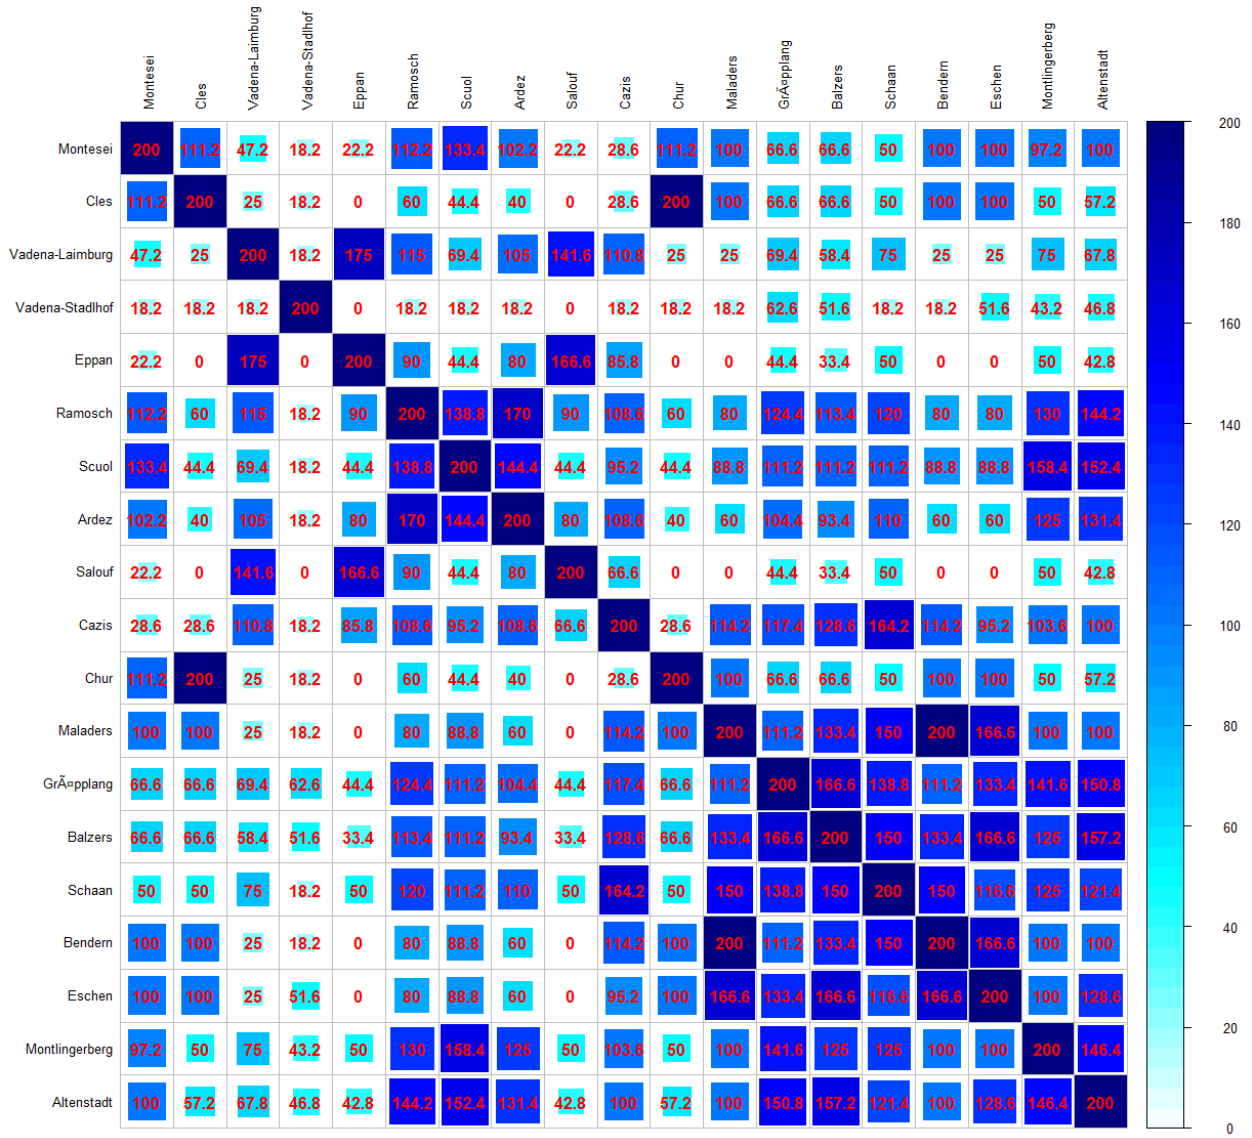 Montesei Cles Vadena-Laimburg Vadena-Stadlhof Eppan Ramosch Scuol Ardez Salouf Cazis Chur Maladers GrÃ¤pplang Balzers Schaan Bendern Eschen Montlingerberg Altenstadt
Montesei 200 111.2 47.2 18.2 22.2 112.2 133.4 102.2 22.2 28.6 111.2 100 66.6 66.6 50 100 100 97.2 100
Cles 111.2 200 25 18.2 0 60 44.4 40 0 28.6 200 100 66.6 66.6 50 100 100 50 57.2
Vadena-Laimburg 47.2 25 200 18.2 175 115 69.4 105 141.6 110.8 25 25 69.4 58.4 75 25 25 75 67.8
Vadena-Stadlhof 18.2 18.2 18.2 200 0 18.2 18.2 18.2 0 18.2 18.2 18.2 62.6 51.6 18.2 18.2 51.6 43.2 46.8
Eppan 22.2 0 175 0 200 90 44.4 80 166.6 85.8 0 0 44.4 33.4 50 0 0 50 42.8
Ramosch 112.2 60 115 18.2 90 200 138.8 170 90 108.6 60 80 124.4 113.4 120 80 80 130 144.2
Scuol 133.4 44.4 69.4 18.2 44.4 138.8 200 144.4 44.4 95.2 44.4 88.8 111.2 111.2 111.2 88.8 88.8 158.4 152.4
Ardez 102.2 40 105 18.2 80 170 144.4 200 80 108.6 40 60 104.4 93.4 110 60 60 125 131.4
Salouf 22.2 0 141.6 0 166.6 90 44.4 80 200 66.6 0 0 44.4 33.4 50 0 0 50 42.8
Cazis 28.6 28.6 110.8 18.2 85.8 108.6 95.2 108.6 66.6 200 28.6 114.2 117.4 128.6 164.2 114.2 95.2 103.6 100
Chur 111.2 200 25 18.2 0 60 44.4 40 0 28.6 200 100 66.6 66.6 50 100 100 50 57.2
Maladers 100 100 25 18.2 0 80 88.8 60 0 114.2 100 200 111.2 133.4 150 200 166.6 100 100
GrÃ¤pplang 66.6 66.6 69.4 62.6 44.4 124.4 111.2 104.4 44.4 117.4 66.6 111.2 200 166.6 138.8 111.2 133.4 141.6 150.8
Balzers 66.6 66.6 58.4 51.6 33.4 113.4 111.2 93.4 33.4 128.6 66.6 133.4 166.6 200 150 133.4 166.6 125 157.2
Schaan 50 50 75 18.2 50 120 111.2 110 50 164.2 50 150 138.8 150 200 150 116.6 125 121.4
Bendern 100 100 25 18.2 0 80 88.8 60 0 114.2 100 200 111.2 133.4 150 200 166.6 100 100
Eschen 100 100 25 51.6 0 80 88.8 60 0 95.2 100 166.6 133.4 166.6 116.6 166.6 200 100 128.6
Montlingerberg 97.2 50 75 43.2 50 130 158.4 125 50 103.6 50 100 141.6 125 125 100 100 200 146.4
Altenstadt 100 57.2 67.8 46.8 42.8 144.2 152.4 131.4 42.8 100 57.2 100 150.8 157.2 121.4 100 128.6 146.4 200
200
180
160
140
120
100
80
60
40
20
0